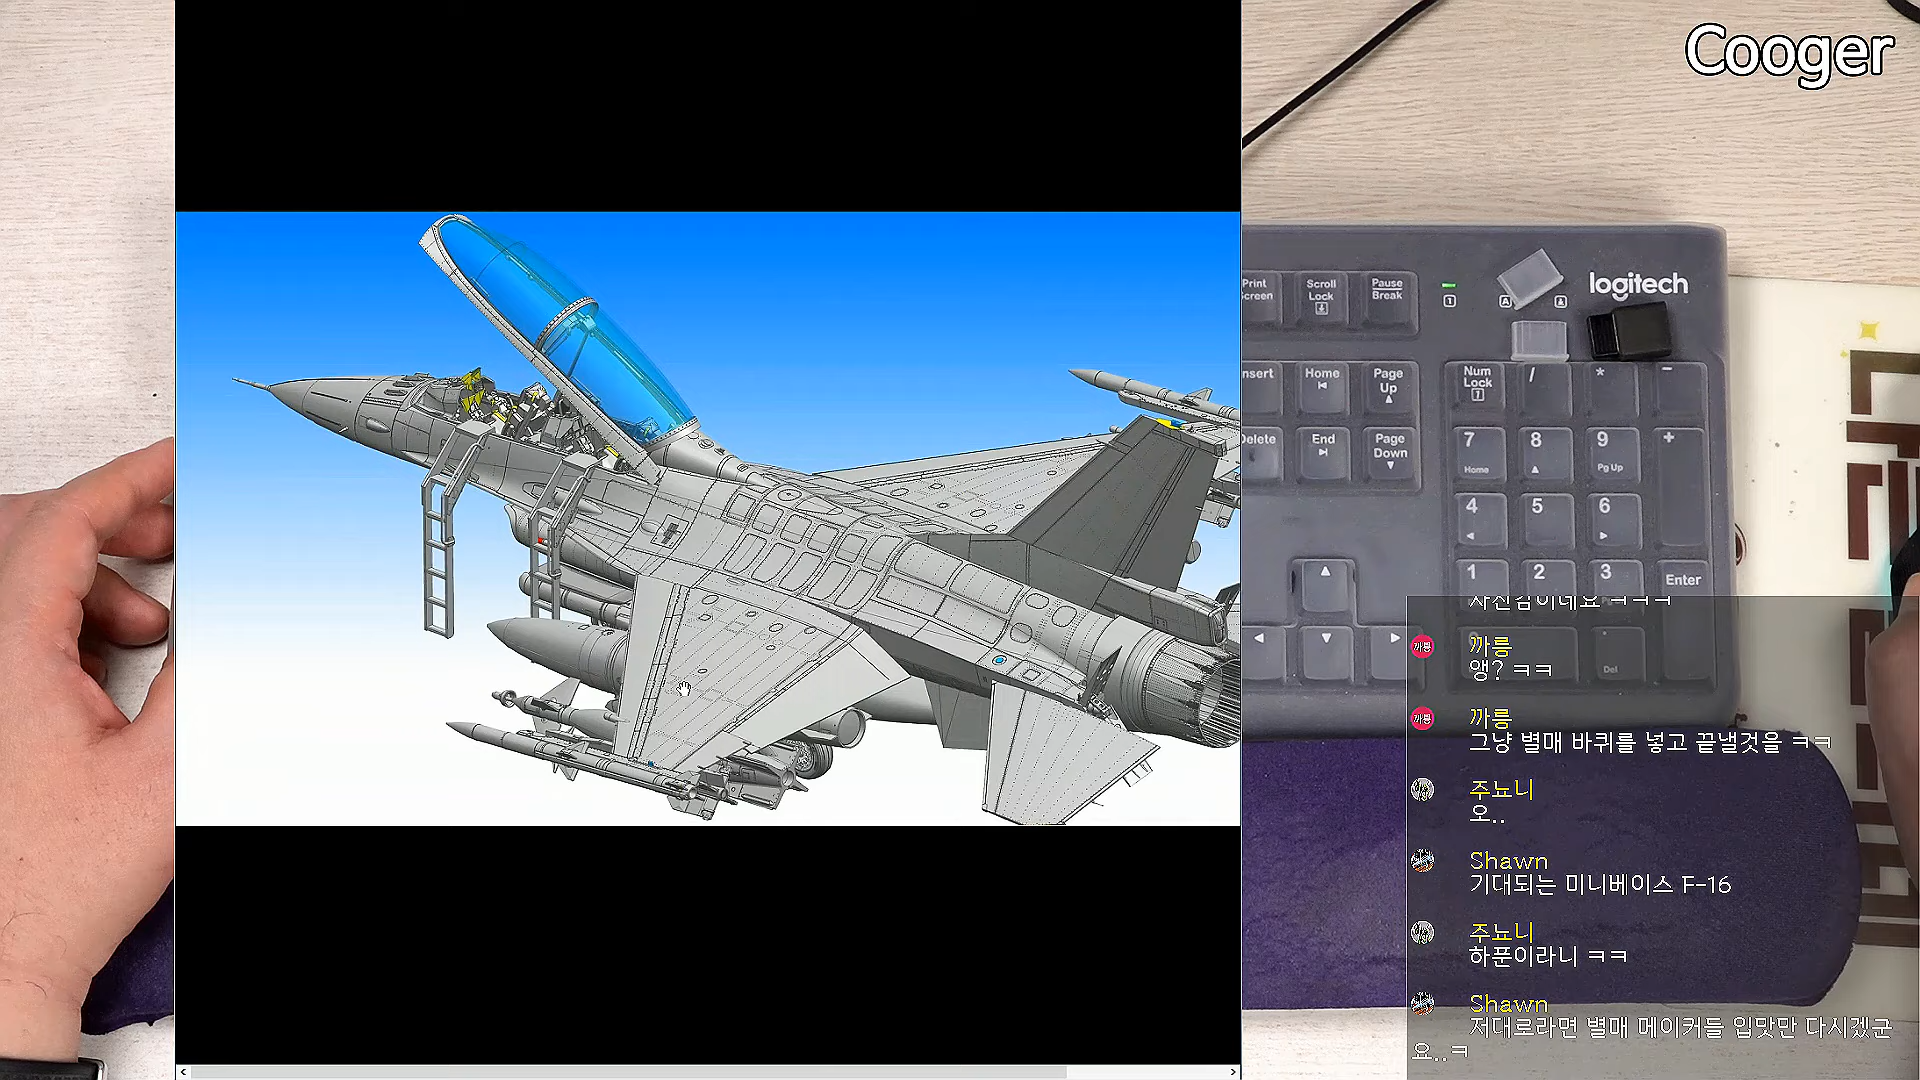 Cooger
logitech
Print
Screen
Scroll
Lock
Pause
Break
1
A
Insert
Home
Page
Up
Num
Lock
/
*
-
Delete
End
Page
Down
7
Home
8
9
Pg Up
+
4
5
6
1
2
3
Enter
Del
까릉
앵? ㅋㅋ
까릉
그냥 별매 바퀴를 넣고 끝낼것을 ㅋㅋ
주뇨니
오..
Shawn
기대되는 미니베이스 F-16
주뇨니
하푼이라니 ㅋㅋ
Shawn
저대로라면 별매 메이커들 입맛만 다시겠군
요..ㅋ